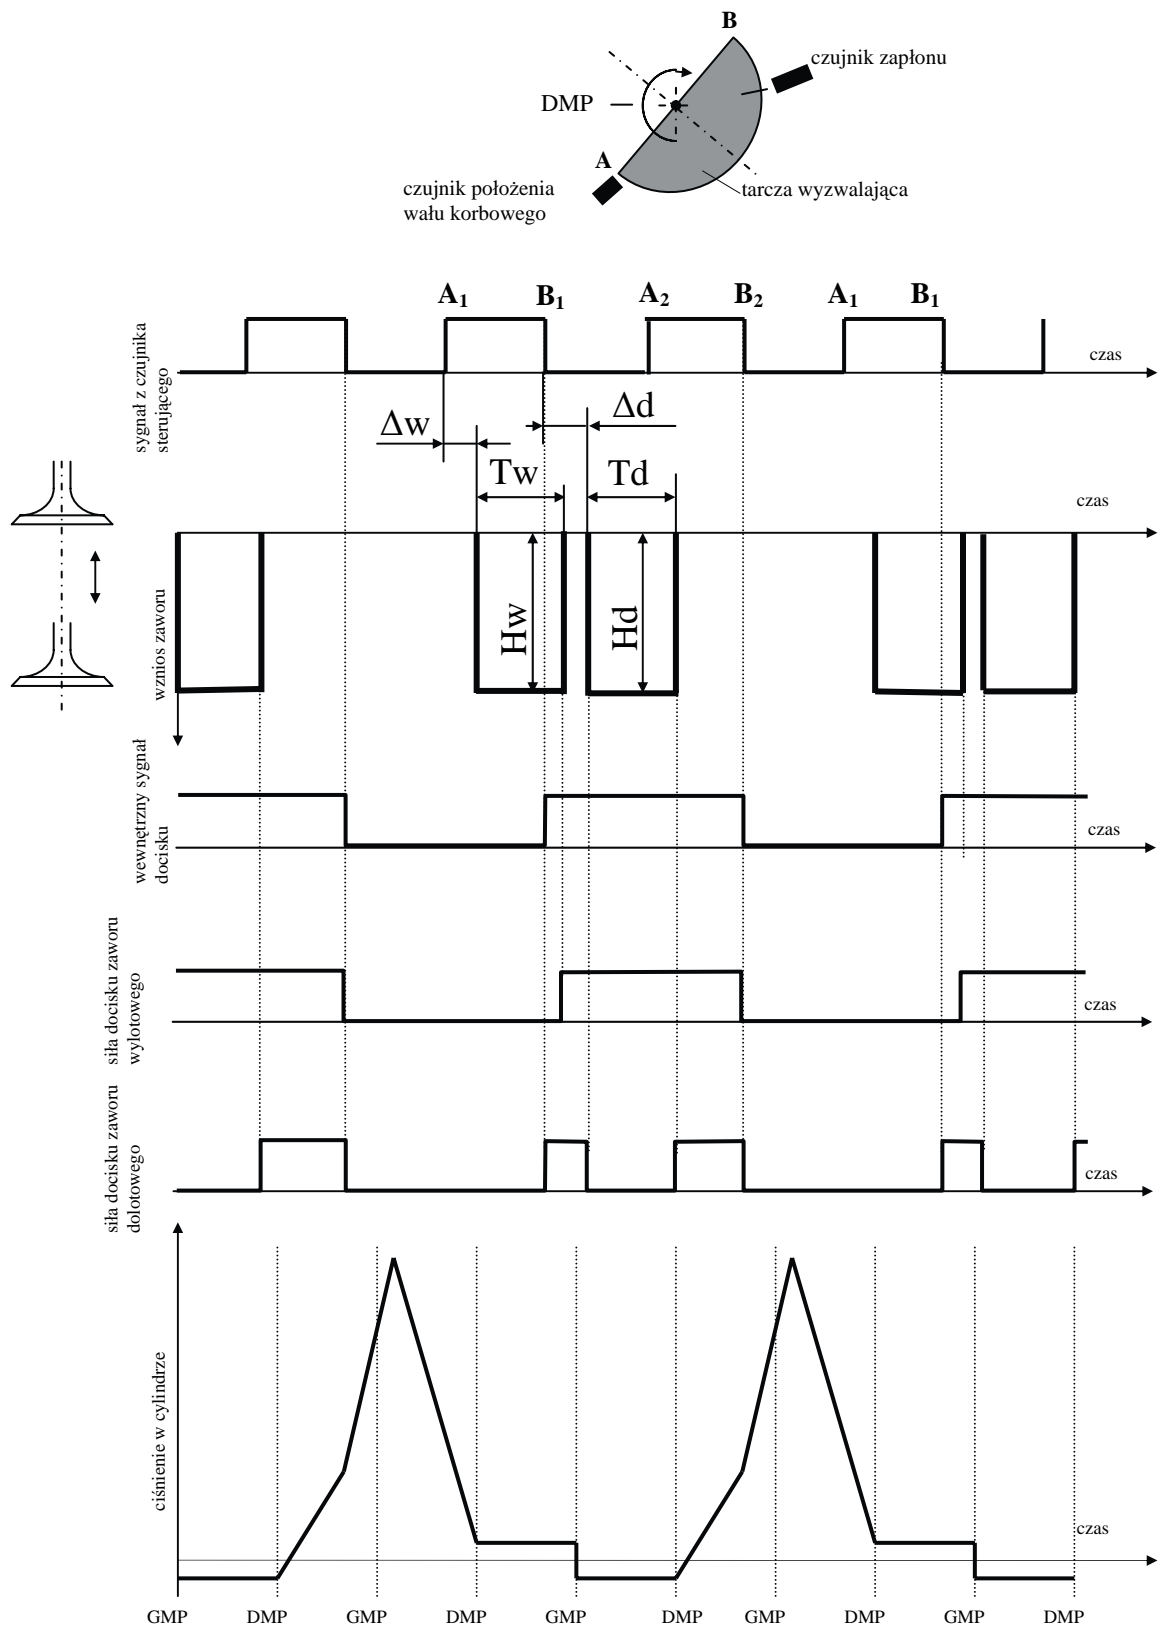 B
czujnik zapłonu
DMP
A
czujnik położenia
wału korbowego
tarcza wyzwalająca
A₁ B₁ A₂ B₂ A₁ B₁
sygnał z czujnika
sterującego
czas
Δw
Δd
Tw
Td
czas
wznios zaworu
Hw
Hd
wewnętrzny sygnał
docisku
czas
siła docisku zaworu
wylotowego
czas
siła docisku zaworu
dolotowego
czas
ciśnienie w cylindrze
czas
GMP DMP GMP DMP GMP DMP GMP DMP GMP DMP